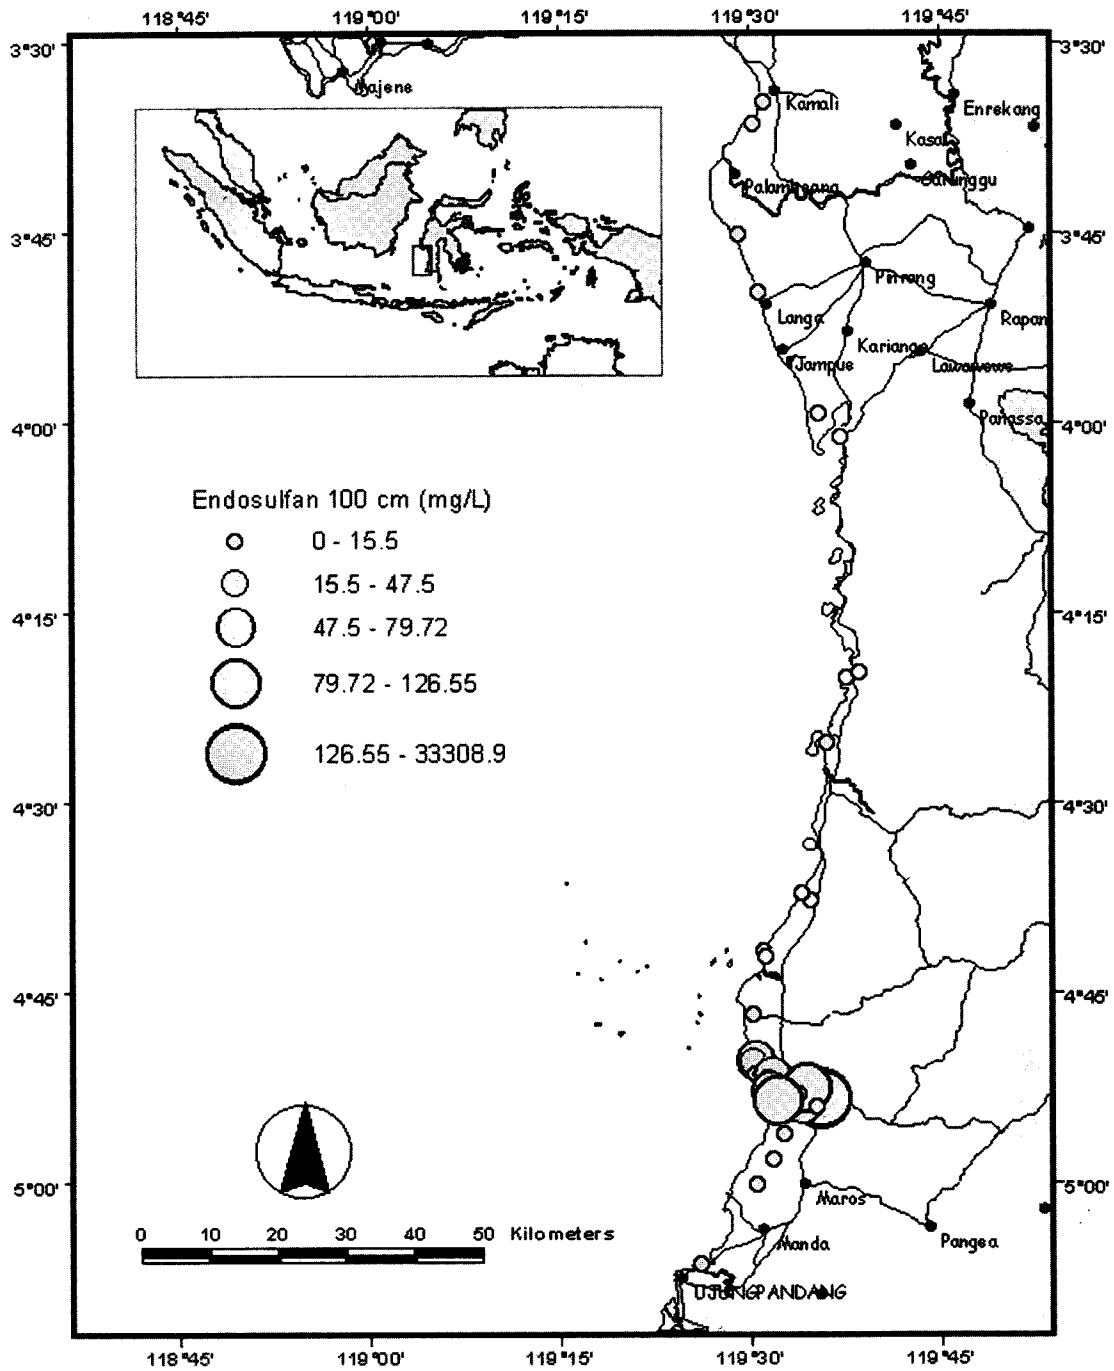 118°45' 119°00' 119°15' 119°30' 119°45'
3°30' 3°30'
Majene
Kamali
Enrekang
Kasa
Palambeang
3°45' 3°45'
Pinrang
Langa
Rapan
Kariang
Jampue
Lawawewe
Panassa
4°00' 4°00'
Endosulfan 100 cm (mg/L)
0 - 15.5
15.5 - 47.5
47.5 - 79.72
79.72 - 126.55
126.55 - 33308.9
4°15' 4°15'
4°30' 4°30'
4°45' 4°45'
5°00' 5°00'
Maros
Pangea
Manda
0 10 20 30 40 50 Kilometers
UJUNGPANDANG
118°45' 119°00' 119°15' 119°30' 119°45'